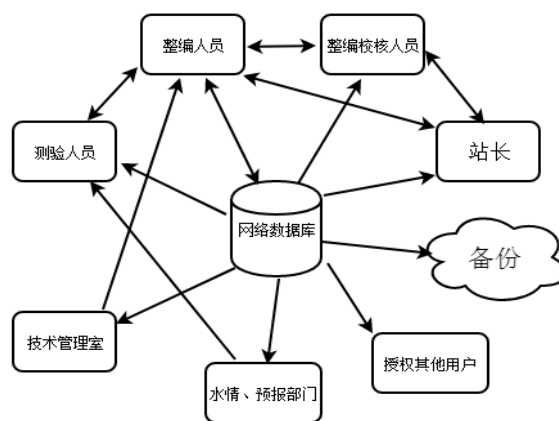 整编人员
整编校核人员
测验人员
站长
网络数据库
备份
技术管理室
水情、预报部门
授权其他用户